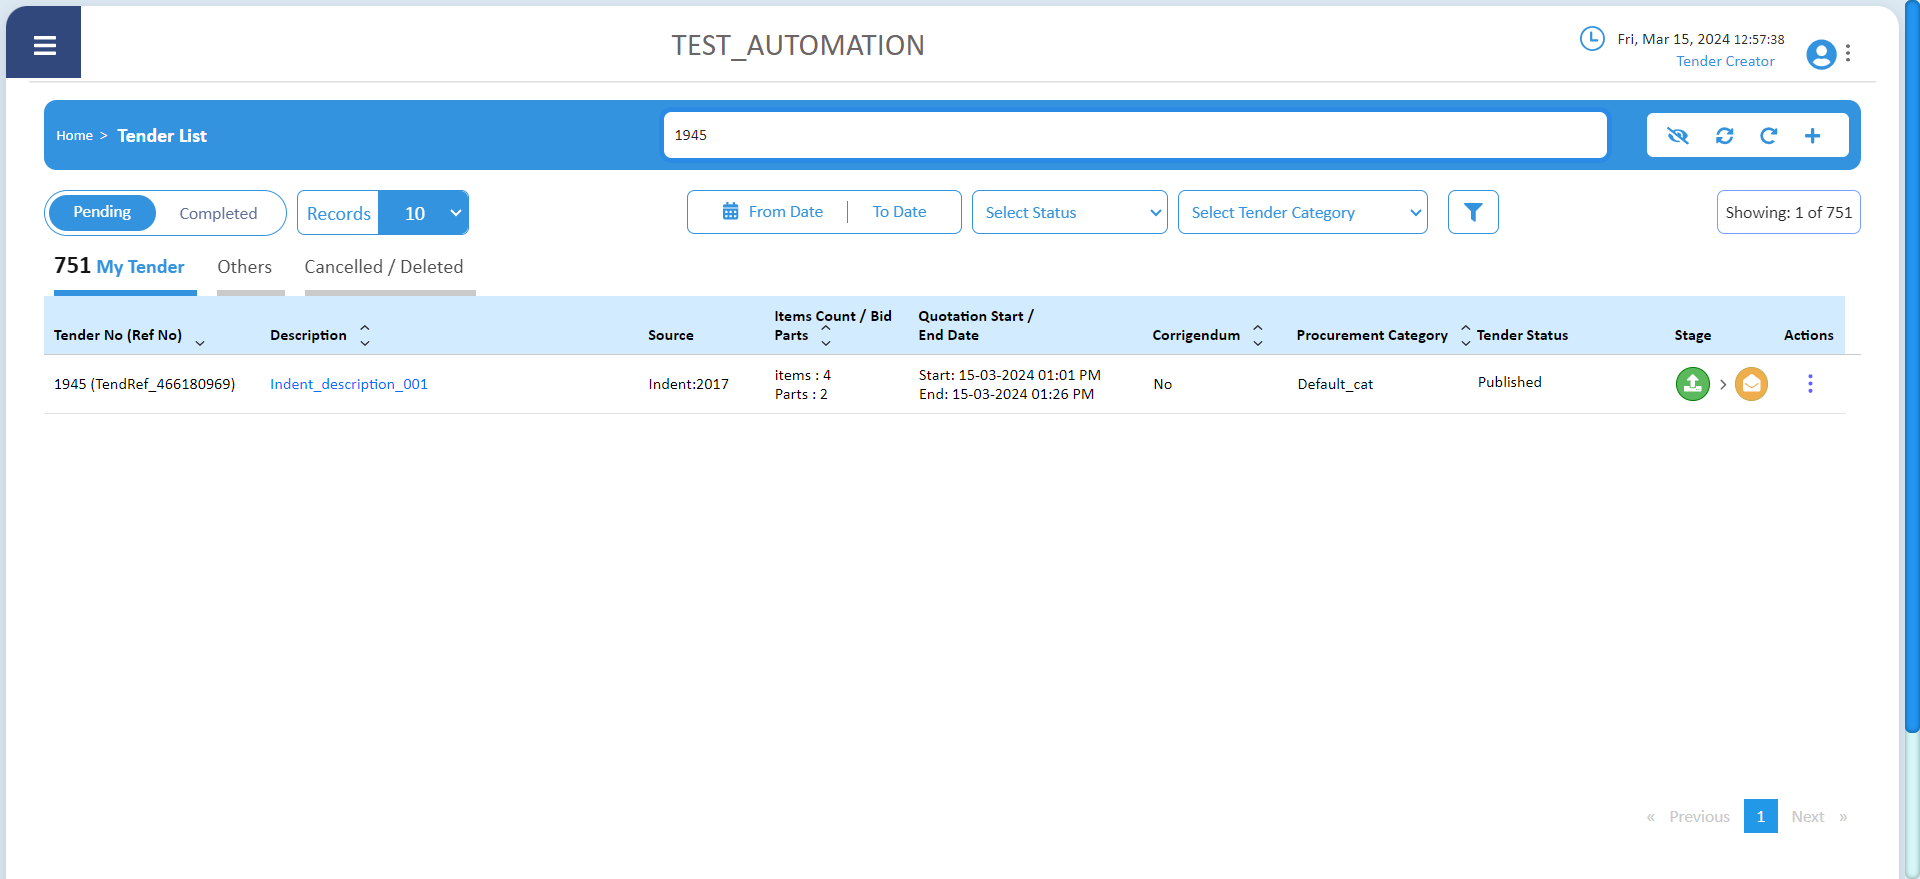 TEST_AUTOMATION
Fri, Mar 15, 2024 12:57:38
Tender Creator
Home > Tender List
1945
Pending
Completed
Records
10
From Date
To Date
Select Status
Select Tender Category
Showing: 1 of 751
751 My Tender
Others
Cancelled / Deleted
Tender No (Ref No)
Description
Source
Items Count / Bid
Parts
Quotation Start /
End Date
Corrigendum
Procurement Category
Tender Status
Stage
Actions
1945 (TendRef_466180969)
Indent_description_001
Indent:2017
items : 4
Parts : 2
Start: 15-03-2024 01:01 PM
End: 15-03-2024 01:26 PM
No
Default_cat
Published
« Previous 1 Next »